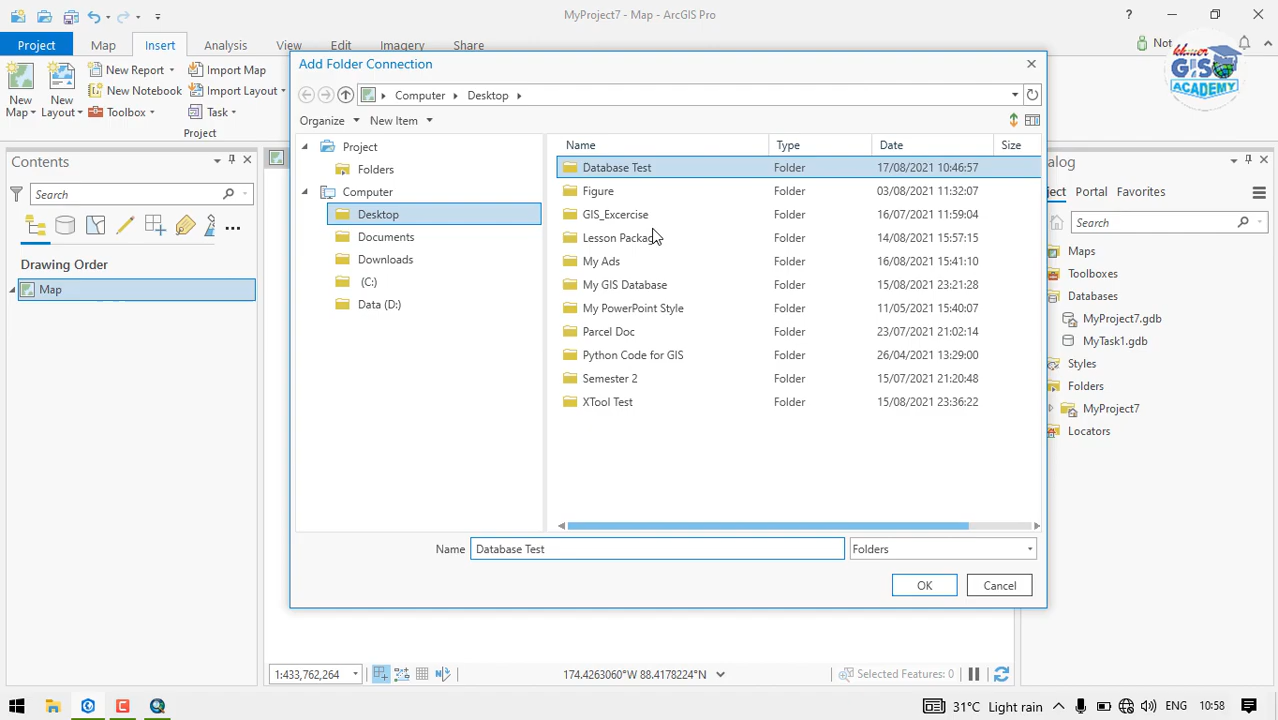 MyProject7 - Map - ArcGIS Pro
?
Project
Map
Insert
Analysis
View
Edit
Imagery
Share
Not
khmer
GIS
ACADEMY
New Map
New Layout
New Report
New Notebook
Toolbox
Import Map
Import Layout
Task
Project
Contents
Search
Drawing Order
Map
Add Folder Connection
Computer
Desktop
Organize
New Item
Project
Folders
Computer
Desktop
Documents
Downloads
(C:)
Data (D:)
Name Type Date Size
Database Test Folder 17/08/2021 10:46:57
Figure Folder 03/08/2021 11:32:07
GIS_Excercise Folder 16/07/2021 11:59:04
Lesson Package Folder 14/08/2021 15:57:15
My Ads Folder 16/08/2021 15:41:10
My GIS Database Folder 15/08/2021 23:21:28
My PowerPoint Style Folder 11/05/2021 15:40:07
Parcel Doc Folder 23/07/2021 21:02:14
Python Code for GIS Folder 26/04/2021 13:29:00
Semester 2 Folder 15/07/2021 21:20:48
XTool Test Folder 15/08/2021 23:36:22
Name Database Test Folders
OK
Cancel
alog
ject
Portal
Favorites
Search
Maps
Toolboxes
Databases
MyProject7.gdb
MyTask1.gdb
Styles
Folders
MyProject7
Locators
1:433,762,264
174.4263060°W 88.4178224°N
Selected Features: 0
31°C Light rain
ENG
10:58